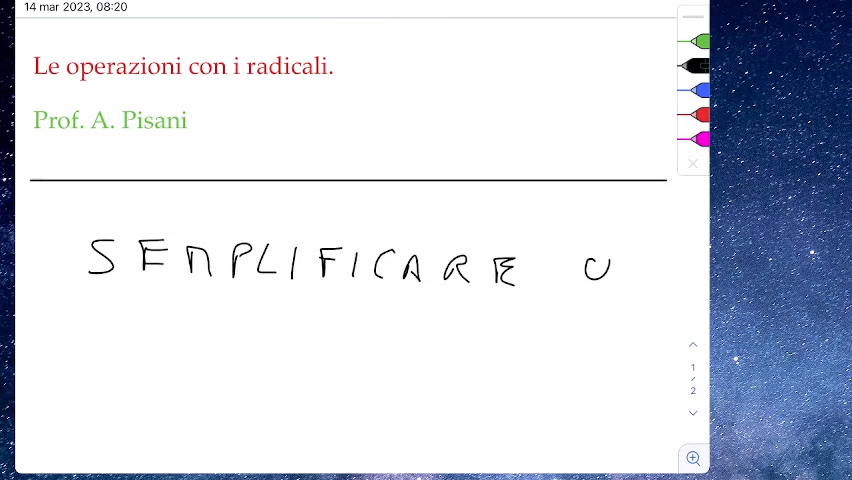 14 mar 2023, 08:20
Le operazioni con i radicali.
Prof. A. Pisani
SEMPLIFICARE U
1
/
2